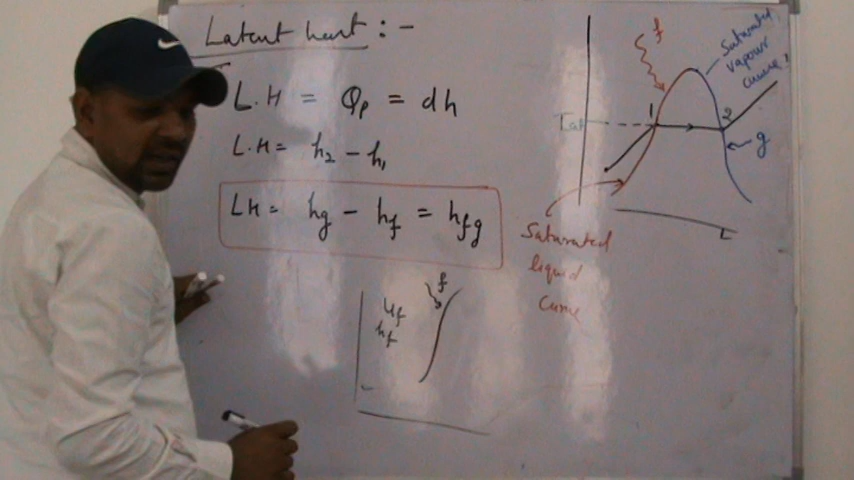 Latent heat :-
L.H = Qp = dh
L.H = h2 - h1
LH = hg - hf = hfg
f
Saturated
vapour
curve
1
2
g
Saturated
liquid
curve
f
uf
hf